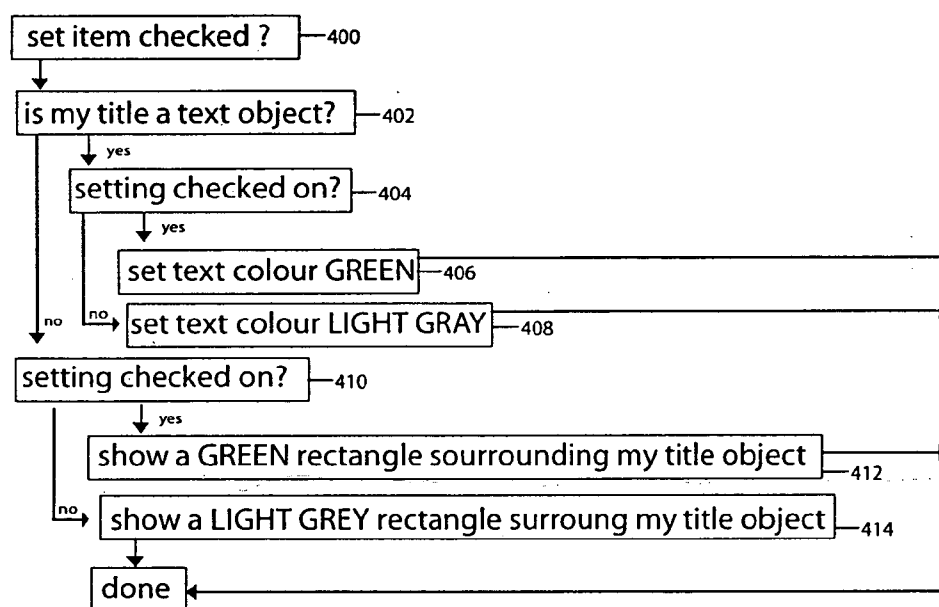 set item checked ? 400
is my title a text object? 402
yes
setting checked on? 404
yes
set text colour GREEN 406
no
no
set text colour LIGHT GRAY 408
setting checked on? 410
yes
show a GREEN rectangle sourrounding my title object 412
no
show a LIGHT GREY rectangle surroung my title object 414
done